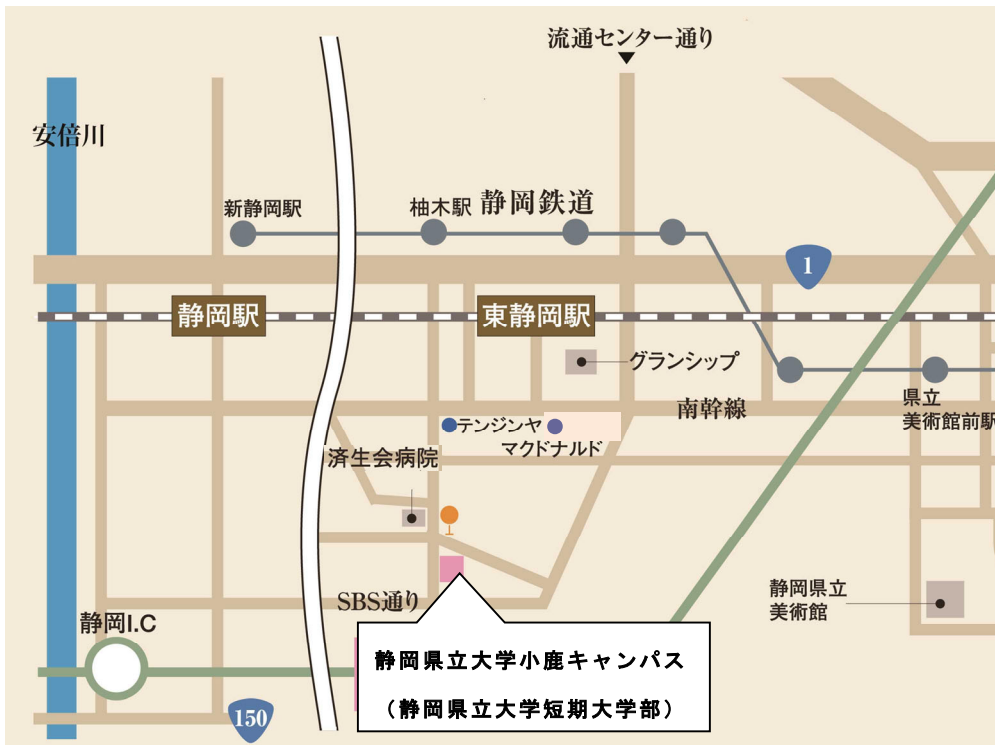 流通センター通り
安倍川
新静岡駅
柚木駅
静岡鉄道
1
静岡駅
東静岡駅
グランシップ
南幹線
県立
美術館前駅
テンジンヤ
マクドナルド
済生会病院
静岡県立
美術館
SBS通り
静岡I.C
静岡県立大学小鹿キャンパス
（静岡県立大学短期大学部）
150